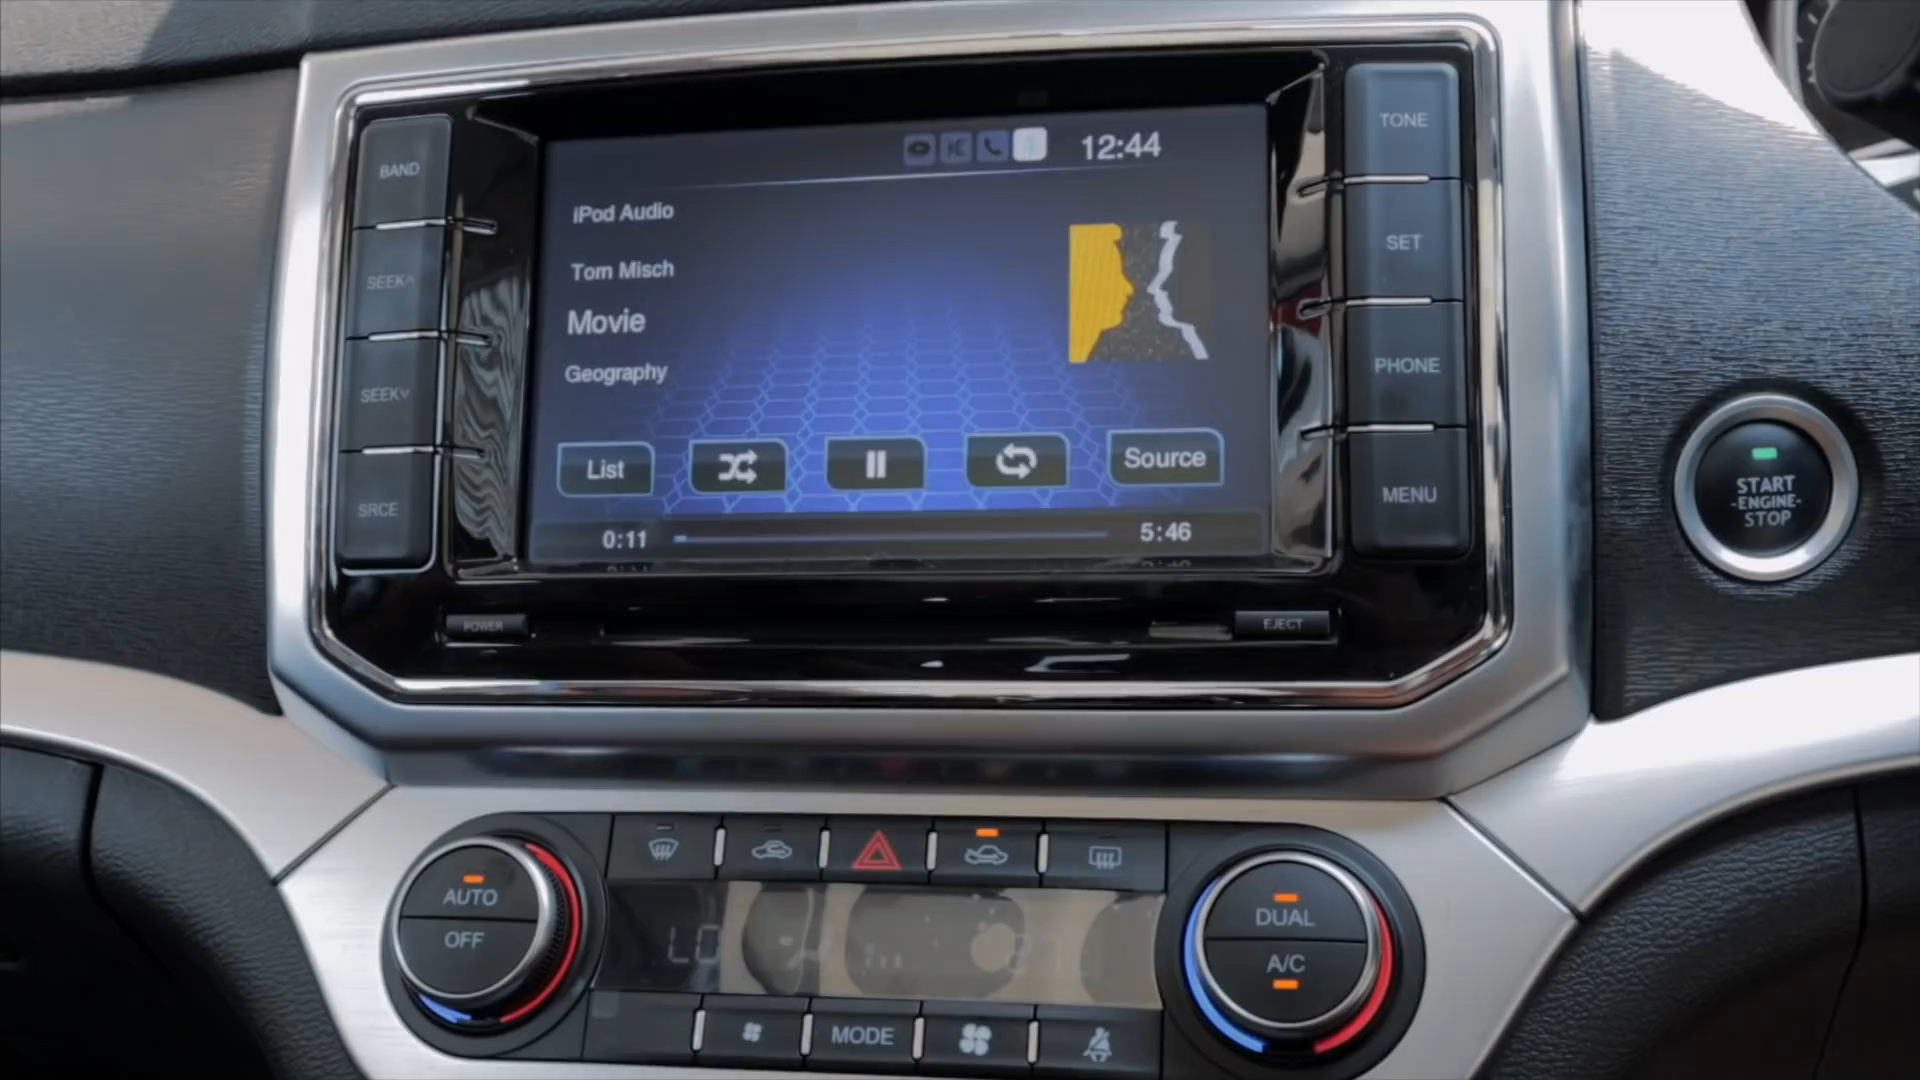 BAND
SEEK^
SEEK˅
SRCE
12:44
iPod Audio
Tom Misch
Movie
Geography
List
Source
0:11
5:46
TONE
SET
PHONE
MENU
POWER
EJECT
START
-ENGINE-
STOP
AUTO
OFF
LO
DUAL
A/C
MODE